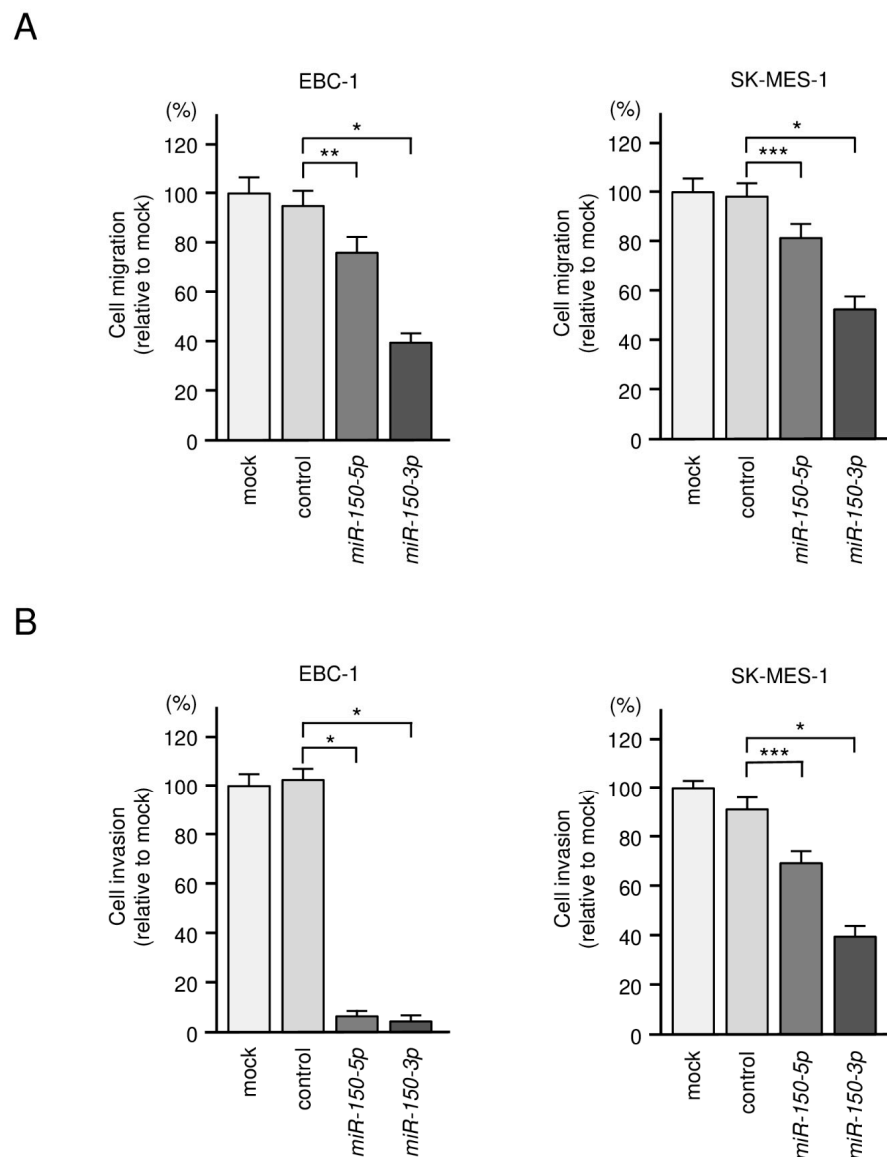 A
EBC-1
(%)
120
100
80
60
40
20
0
Cell migration
(relative to mock)
*
**
mock
control
miR-150-5p
miR-150-3p
SK-MES-1
(%)
120
100
80
60
40
20
0
Cell migration
(relative to mock)
*
***
mock
control
miR-150-5p
miR-150-3p
B
EBC-1
(%)
120
100
80
60
40
20
0
Cell invasion
(relative to mock)
*
*
mock
control
miR-150-5p
miR-150-3p
SK-MES-1
(%)
120
100
80
60
40
20
0
Cell invasion
(relative to mock)
*
***
mock
control
miR-150-5p
miR-150-3p